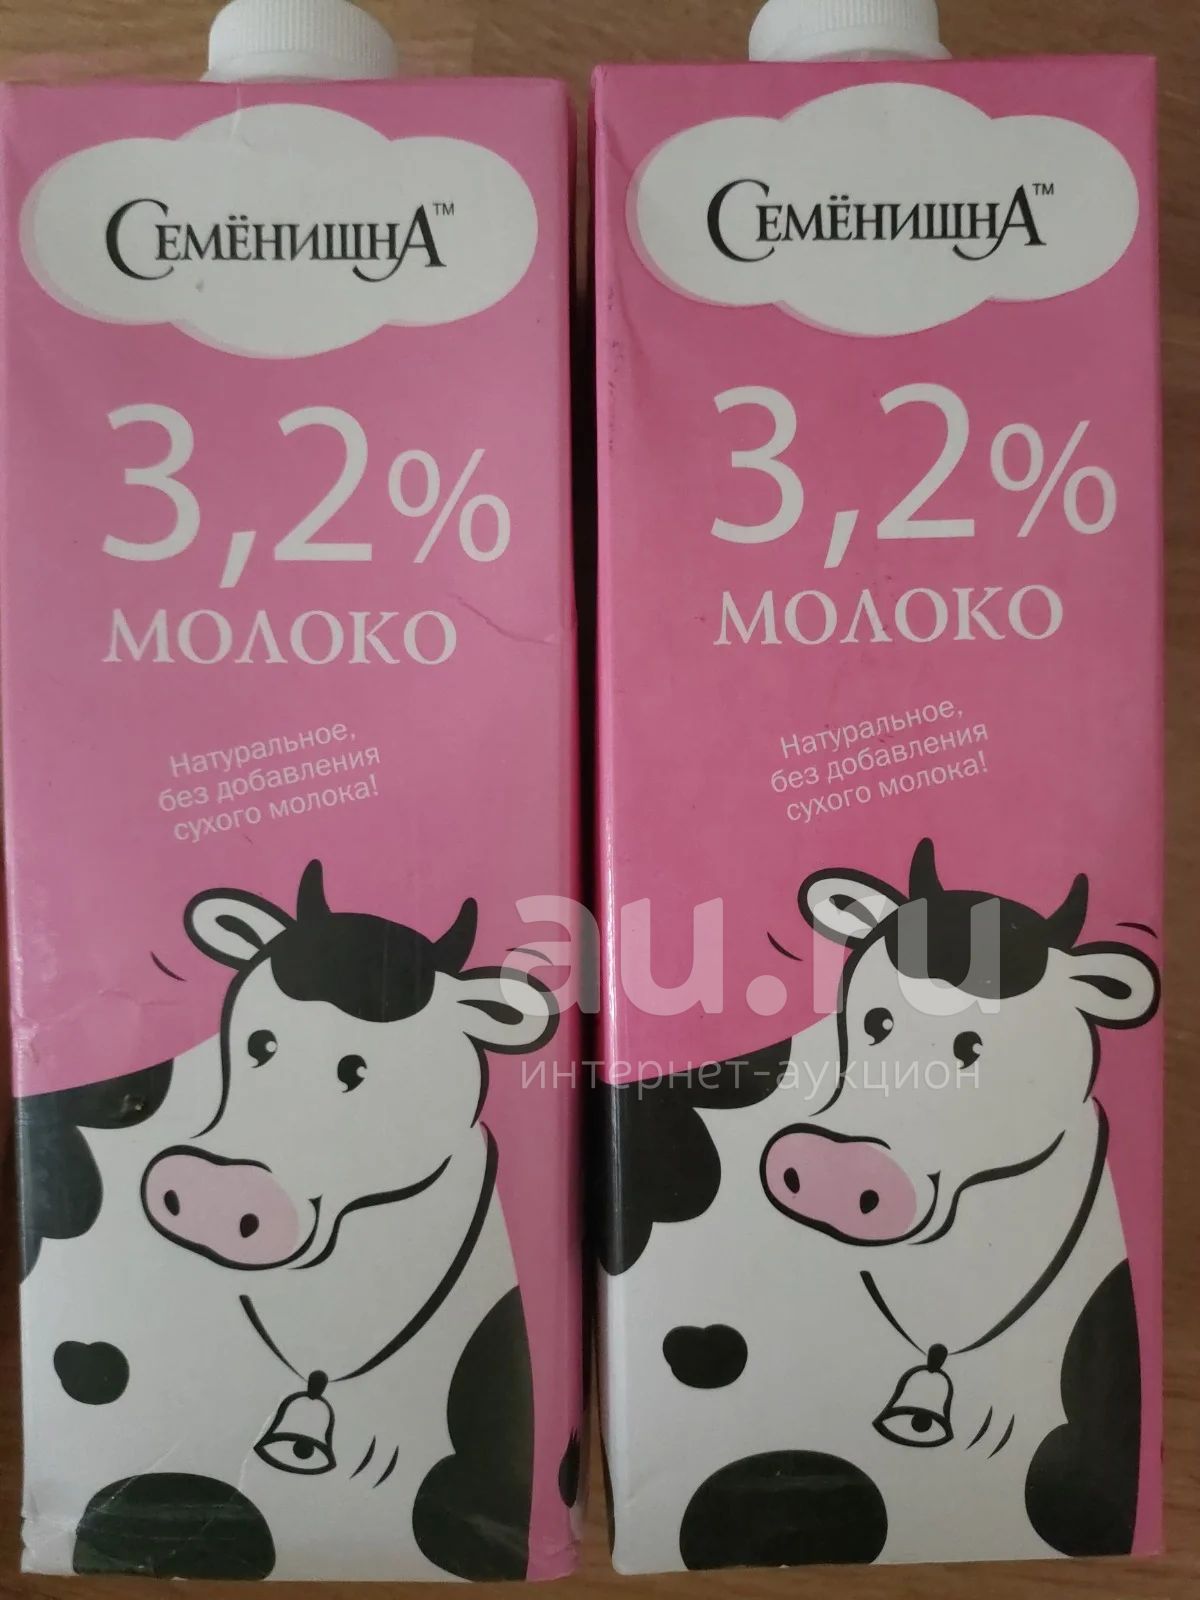 СЕМЁНИШНА™
3,2%
МОЛОКО
Натуральное,
без добавления
сухого молока!
СЕМЁНИШНА™
3,2%
МОЛОКО
Натуральное,
без добавления
сухого молока!
au.ru
интернет-аукцион